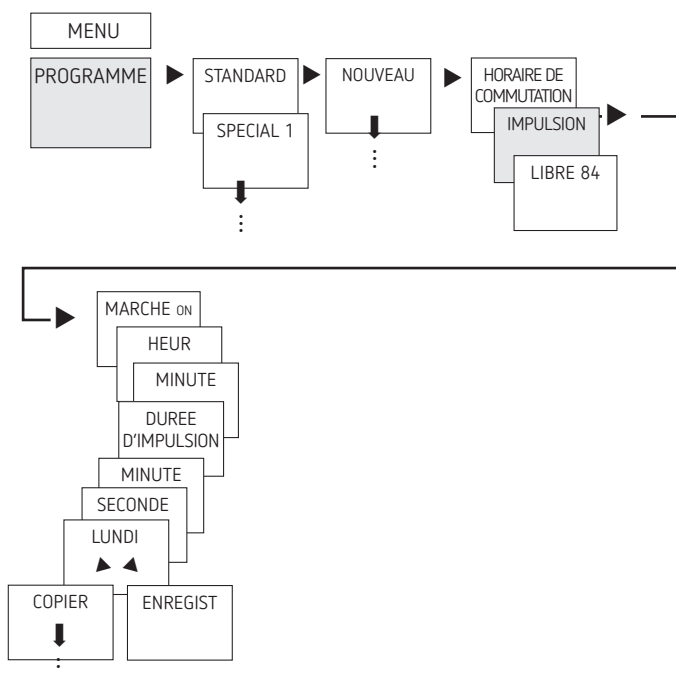 MENU
PROGRAMME
STANDARD
SPECIAL 1
NOUVEAU
HORAIRE DE
COMMUTATION
IMPULSION
LIBRE 84
MARCHE ON
HEUR
MINUTE
DUREE
D'IMPULSION
MINUTE
SECONDE
LUNDI
COPIER
ENREGIST